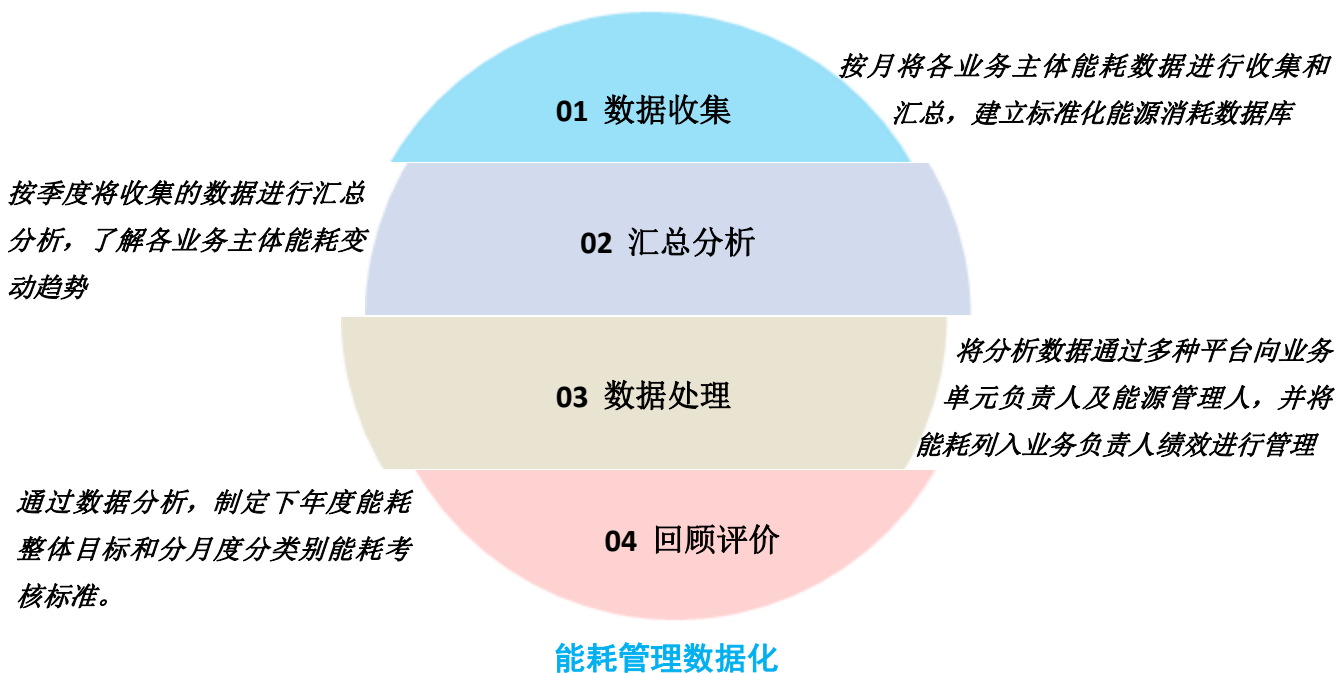 01 数据收集
按月将各业务主体能耗数据进行收集和
汇总，建立标准化能源消耗数据库
02 汇总分析
按季度将收集的数据进行汇总
分析，了解各业务主体能耗变
动趋势
03 数据处理
将分析数据通过多种平台向业务
单元负责人及能源管理人，并将
能耗列入业务负责人绩效进行管理
04 回顾评价
通过数据分析，制定下年度能耗
整体目标和分月度分类别能耗考
核标准。
能耗管理数据化